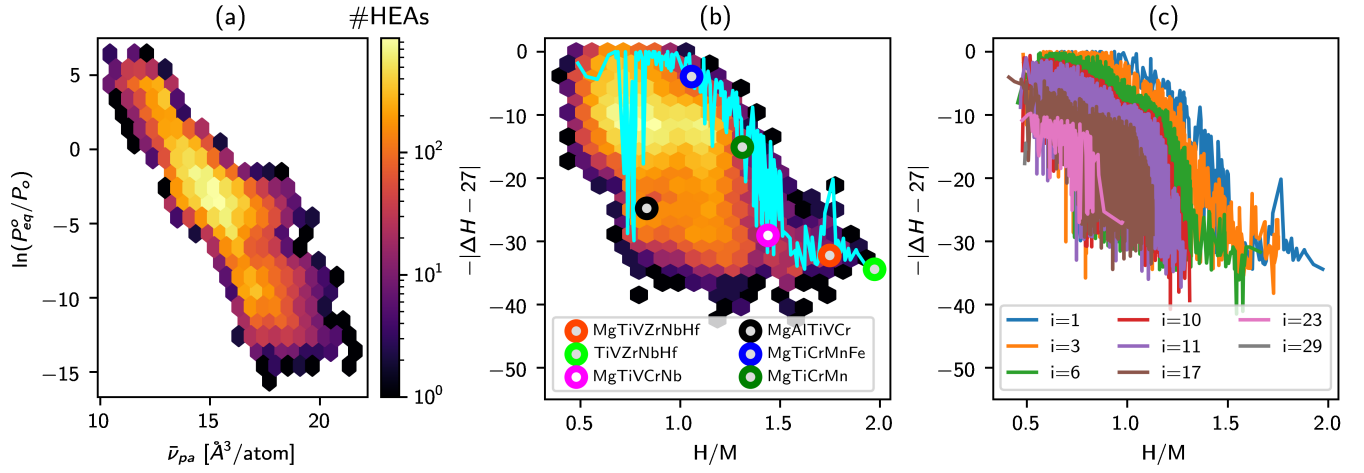 (a)
#HEAs
5
0
−5
−10
−15
ln(P°eq/Po)
10
15
20
ν̄pa [Å³/atom]
10²
10¹
10⁰
(b)
0
−10
−20
−30
−40
−50
−|ΔH − 27|
MgTiVZrNbHf
TiVZrNbHf
MgTiVCrNb
MgAlTiVCr
MgTiCrMnFe
MgTiCrMn
0.5
1.0
1.5
2.0
H/M
(c)
0
−10
−20
−30
−40
−50
−|ΔH − 27|
i=1
i=3
i=6
i=10
i=11
i=17
i=23
i=29
0.5
1.0
1.5
2.0
H/M